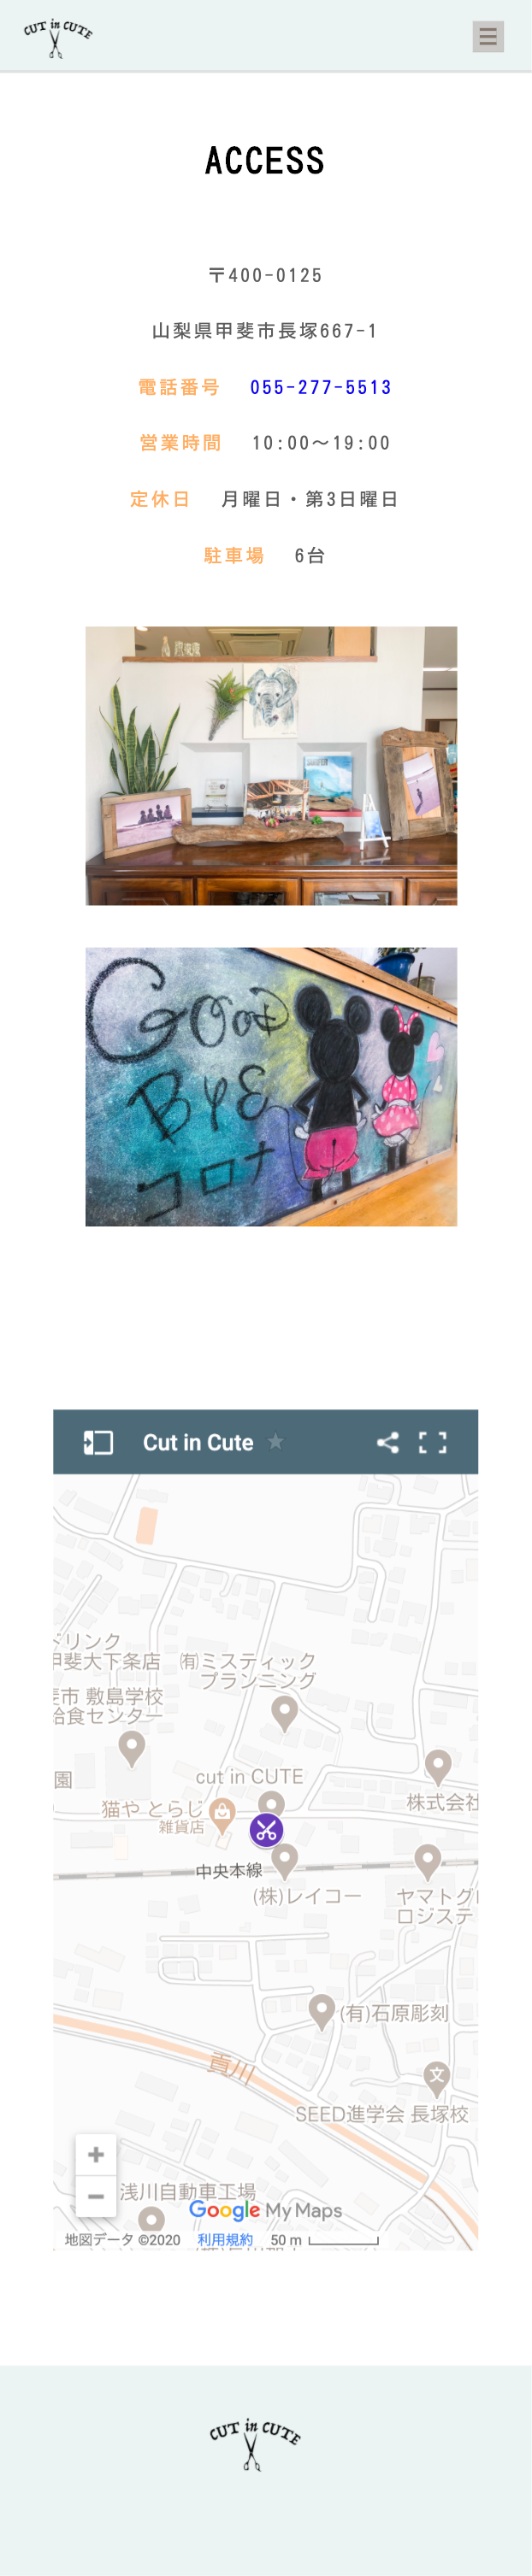 CUT in CUTE
ACCESS
〒400-0125
山梨県甲斐市長塚667-1
電話番号 055-277-5513
営業時間 10:00〜19:00
定休日 月曜日・第3日曜日
駐車場 6台
GOOD
BYE
コロナ
Cut in Cute
ドリンク
甲斐大下条店
㈲ミスティック
プランニング
斐市 敷島学校
給食センター
園
cut in CUTE
株式会社
猫や とらじ
雑貨店
中央本線
(株)レイコー
ヤマトグロ
ロジステ
(有)石原彫刻
貢川
SEED進学会 長塚校
浅川自動車工場
Google My Maps
地図データ ©2020 利用規約 50 m
CUT in CUTE